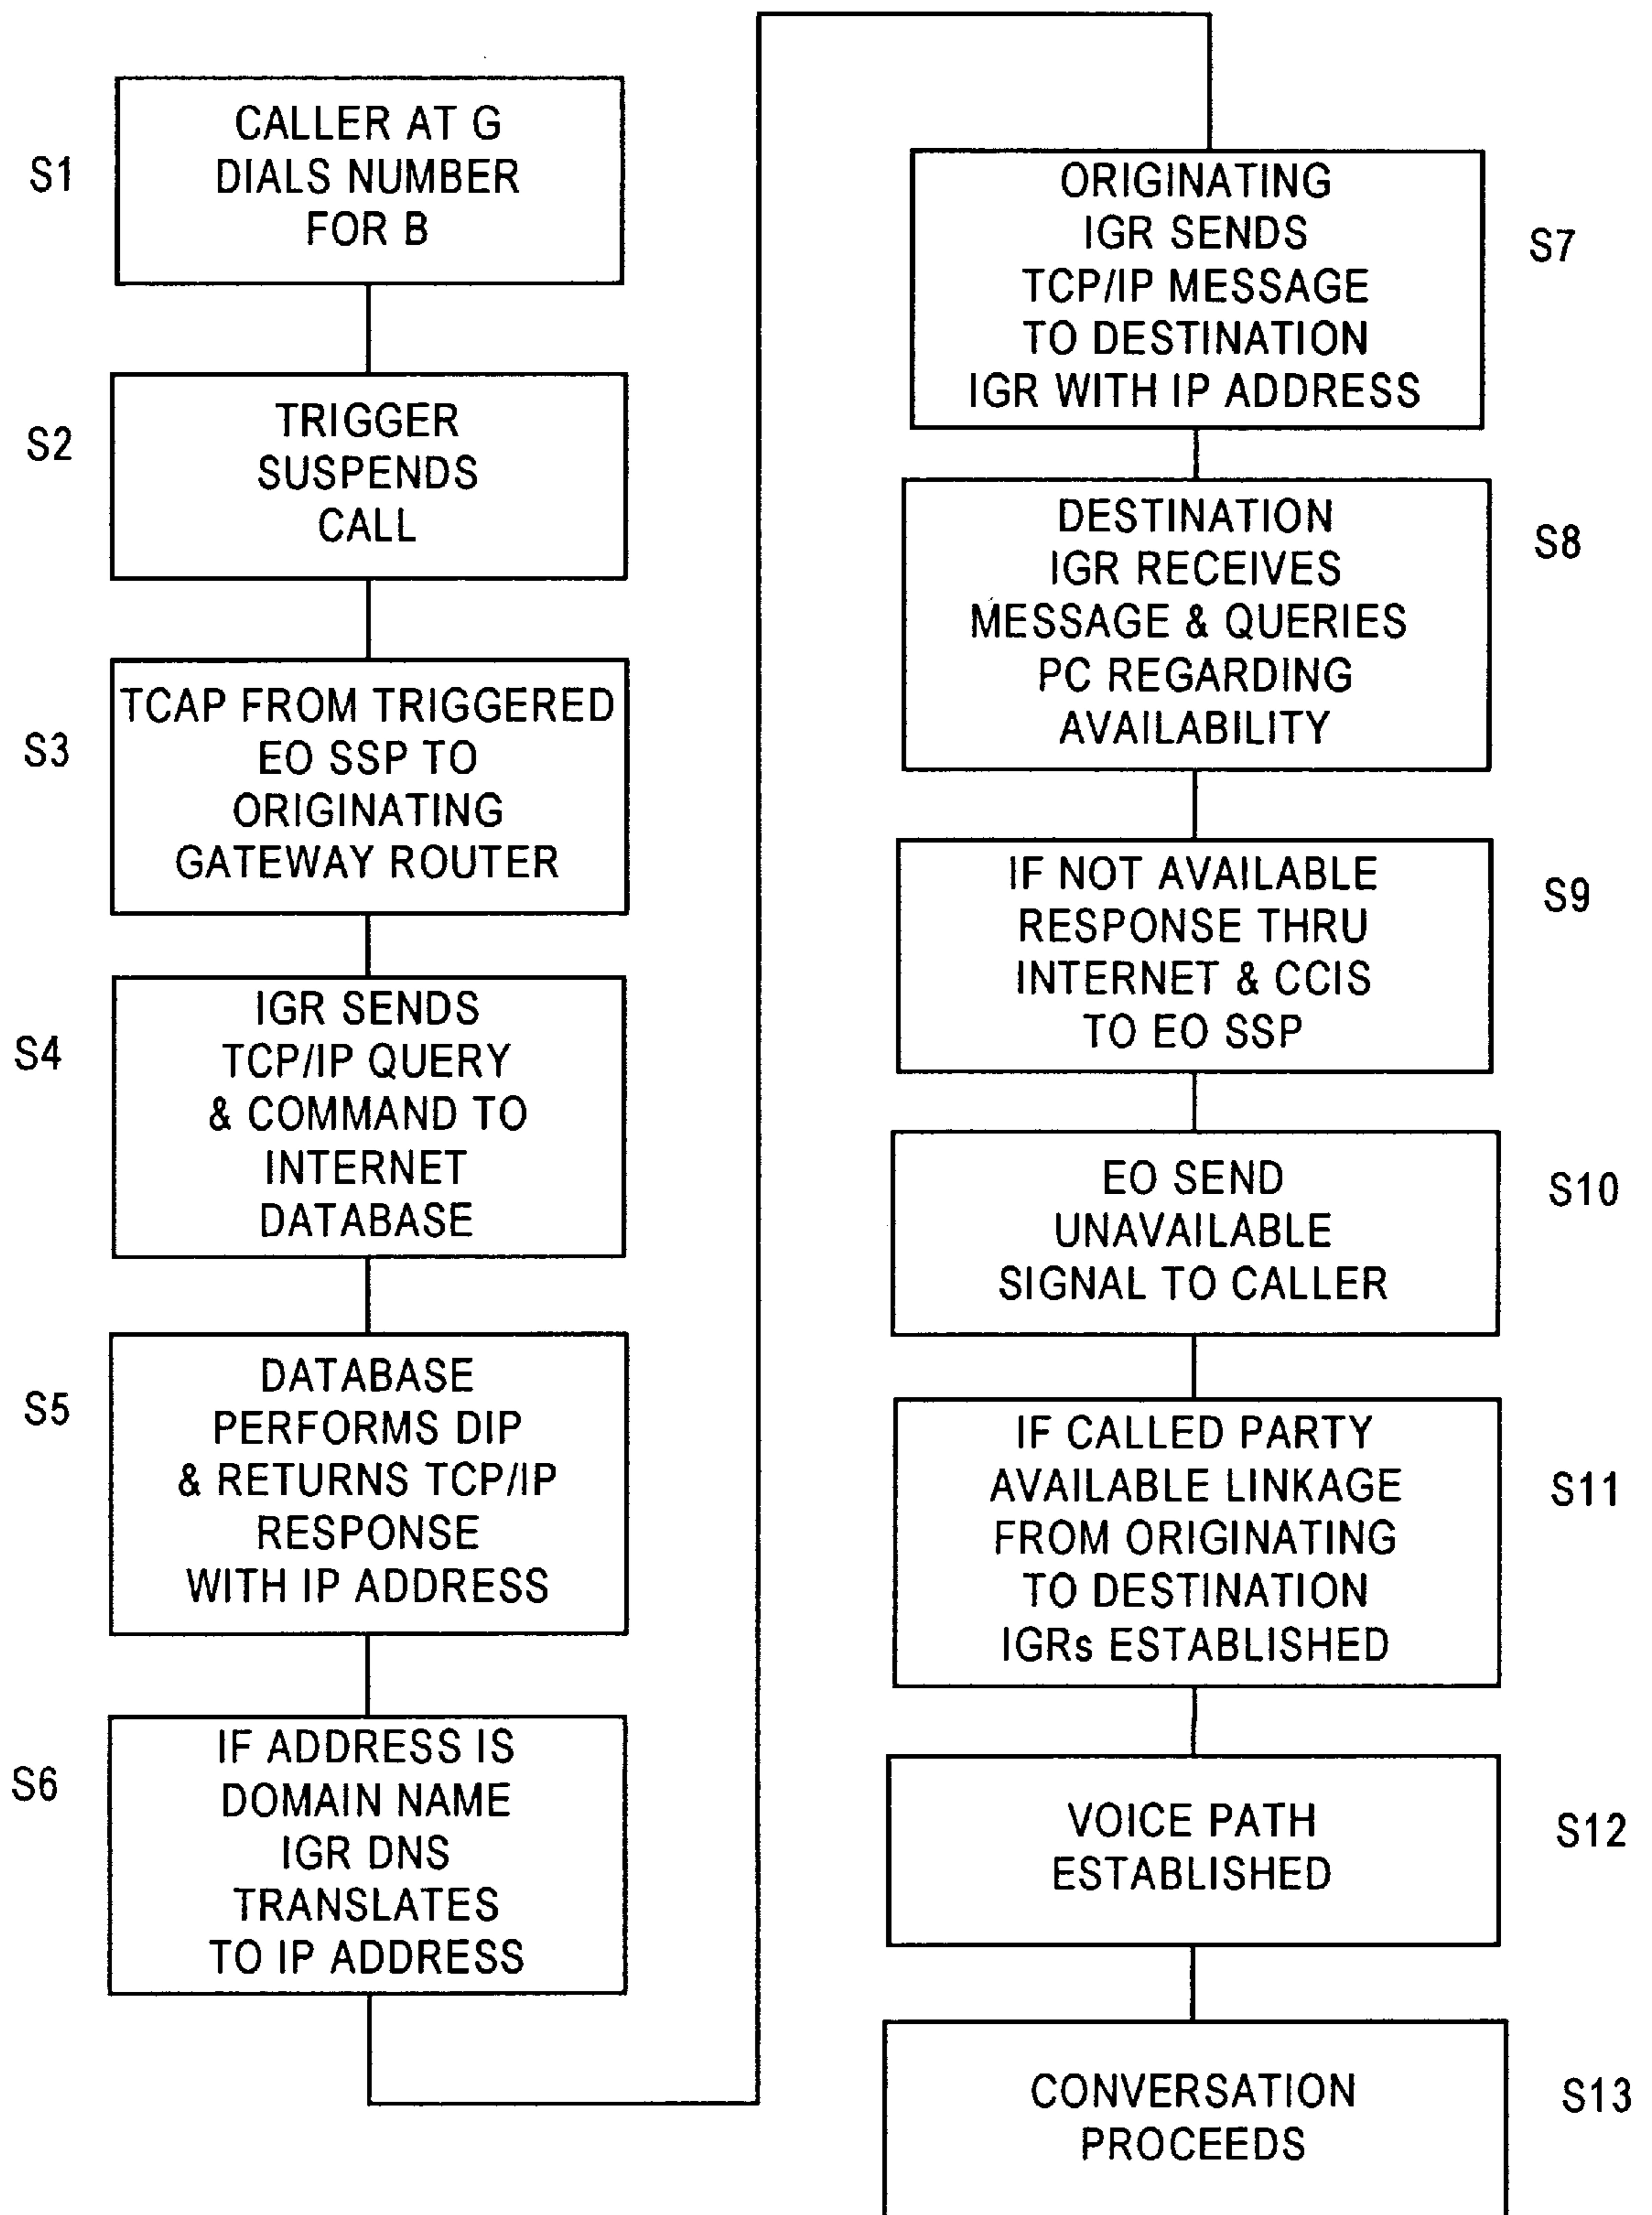 S1
CALLER AT G
DIALS NUMBER
FOR B
S2
TRIGGER
SUSPENDS
CALL
S3
TCAP FROM TRIGGERED
EO SSP TO
ORIGINATING
GATEWAY ROUTER
S4
IGR SENDS
TCP/IP QUERY
& COMMAND TO
INTERNET
DATABASE
S5
DATABASE
PERFORMS DIP
& RETURNS TCP/IP
RESPONSE
WITH IP ADDRESS
S6
IF ADDRESS IS
DOMAIN NAME
IGR DNS
TRANSLATES
TO IP ADDRESS
ORIGINATING
IGR SENDS
TCP/IP MESSAGE
TO DESTINATION
IGR WITH IP ADDRESS
S7
DESTINATION
IGR RECEIVES
MESSAGE & QUERIES
PC REGARDING
AVAILABILITY
S8
IF NOT AVAILABLE
RESPONSE THRU
INTERNET & CCIS
TO EO SSP
S9
EO SEND
UNAVAILABLE
SIGNAL TO CALLER
S10
IF CALLED PARTY
AVAILABLE LINKAGE
FROM ORIGINATING
TO DESTINATION
IGRs ESTABLISHED
S11
VOICE PATH
ESTABLISHED
S12
CONVERSATION
PROCEEDS
S13